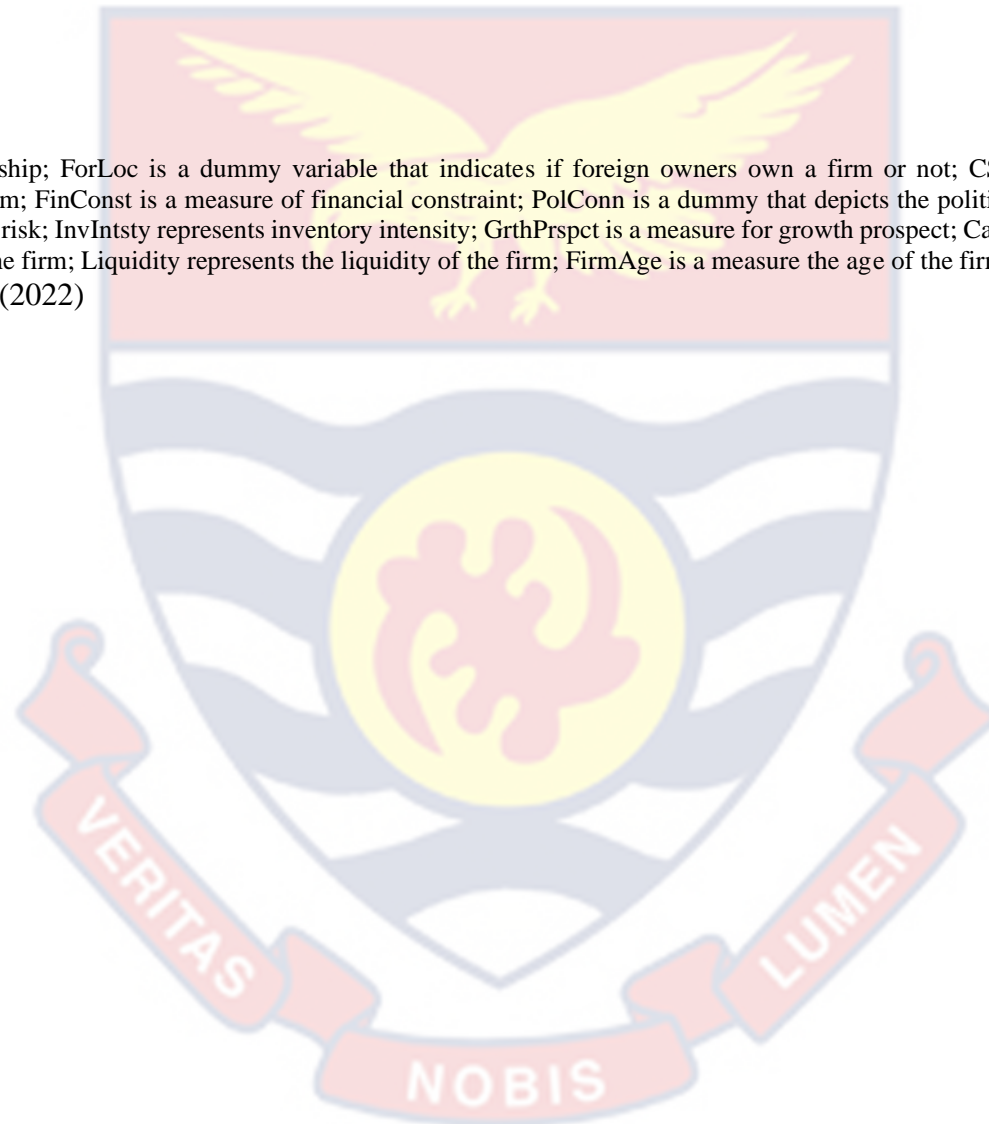 ship; ForLoc is a dummy variable that indicates if foreign owners own a firm or not; CS
m; FinConst is a measure of financial constraint; PolConn is a dummy that depicts the politi
risk; InvIntsty represents inventory intensity; GrthPrspct is a measure for growth prospect; Ca
he firm; Liquidity represents the liquidity of the firm; FirmAge is a measure the age of the firm
(2022)
VERITAS
NOBIS
LUMEN